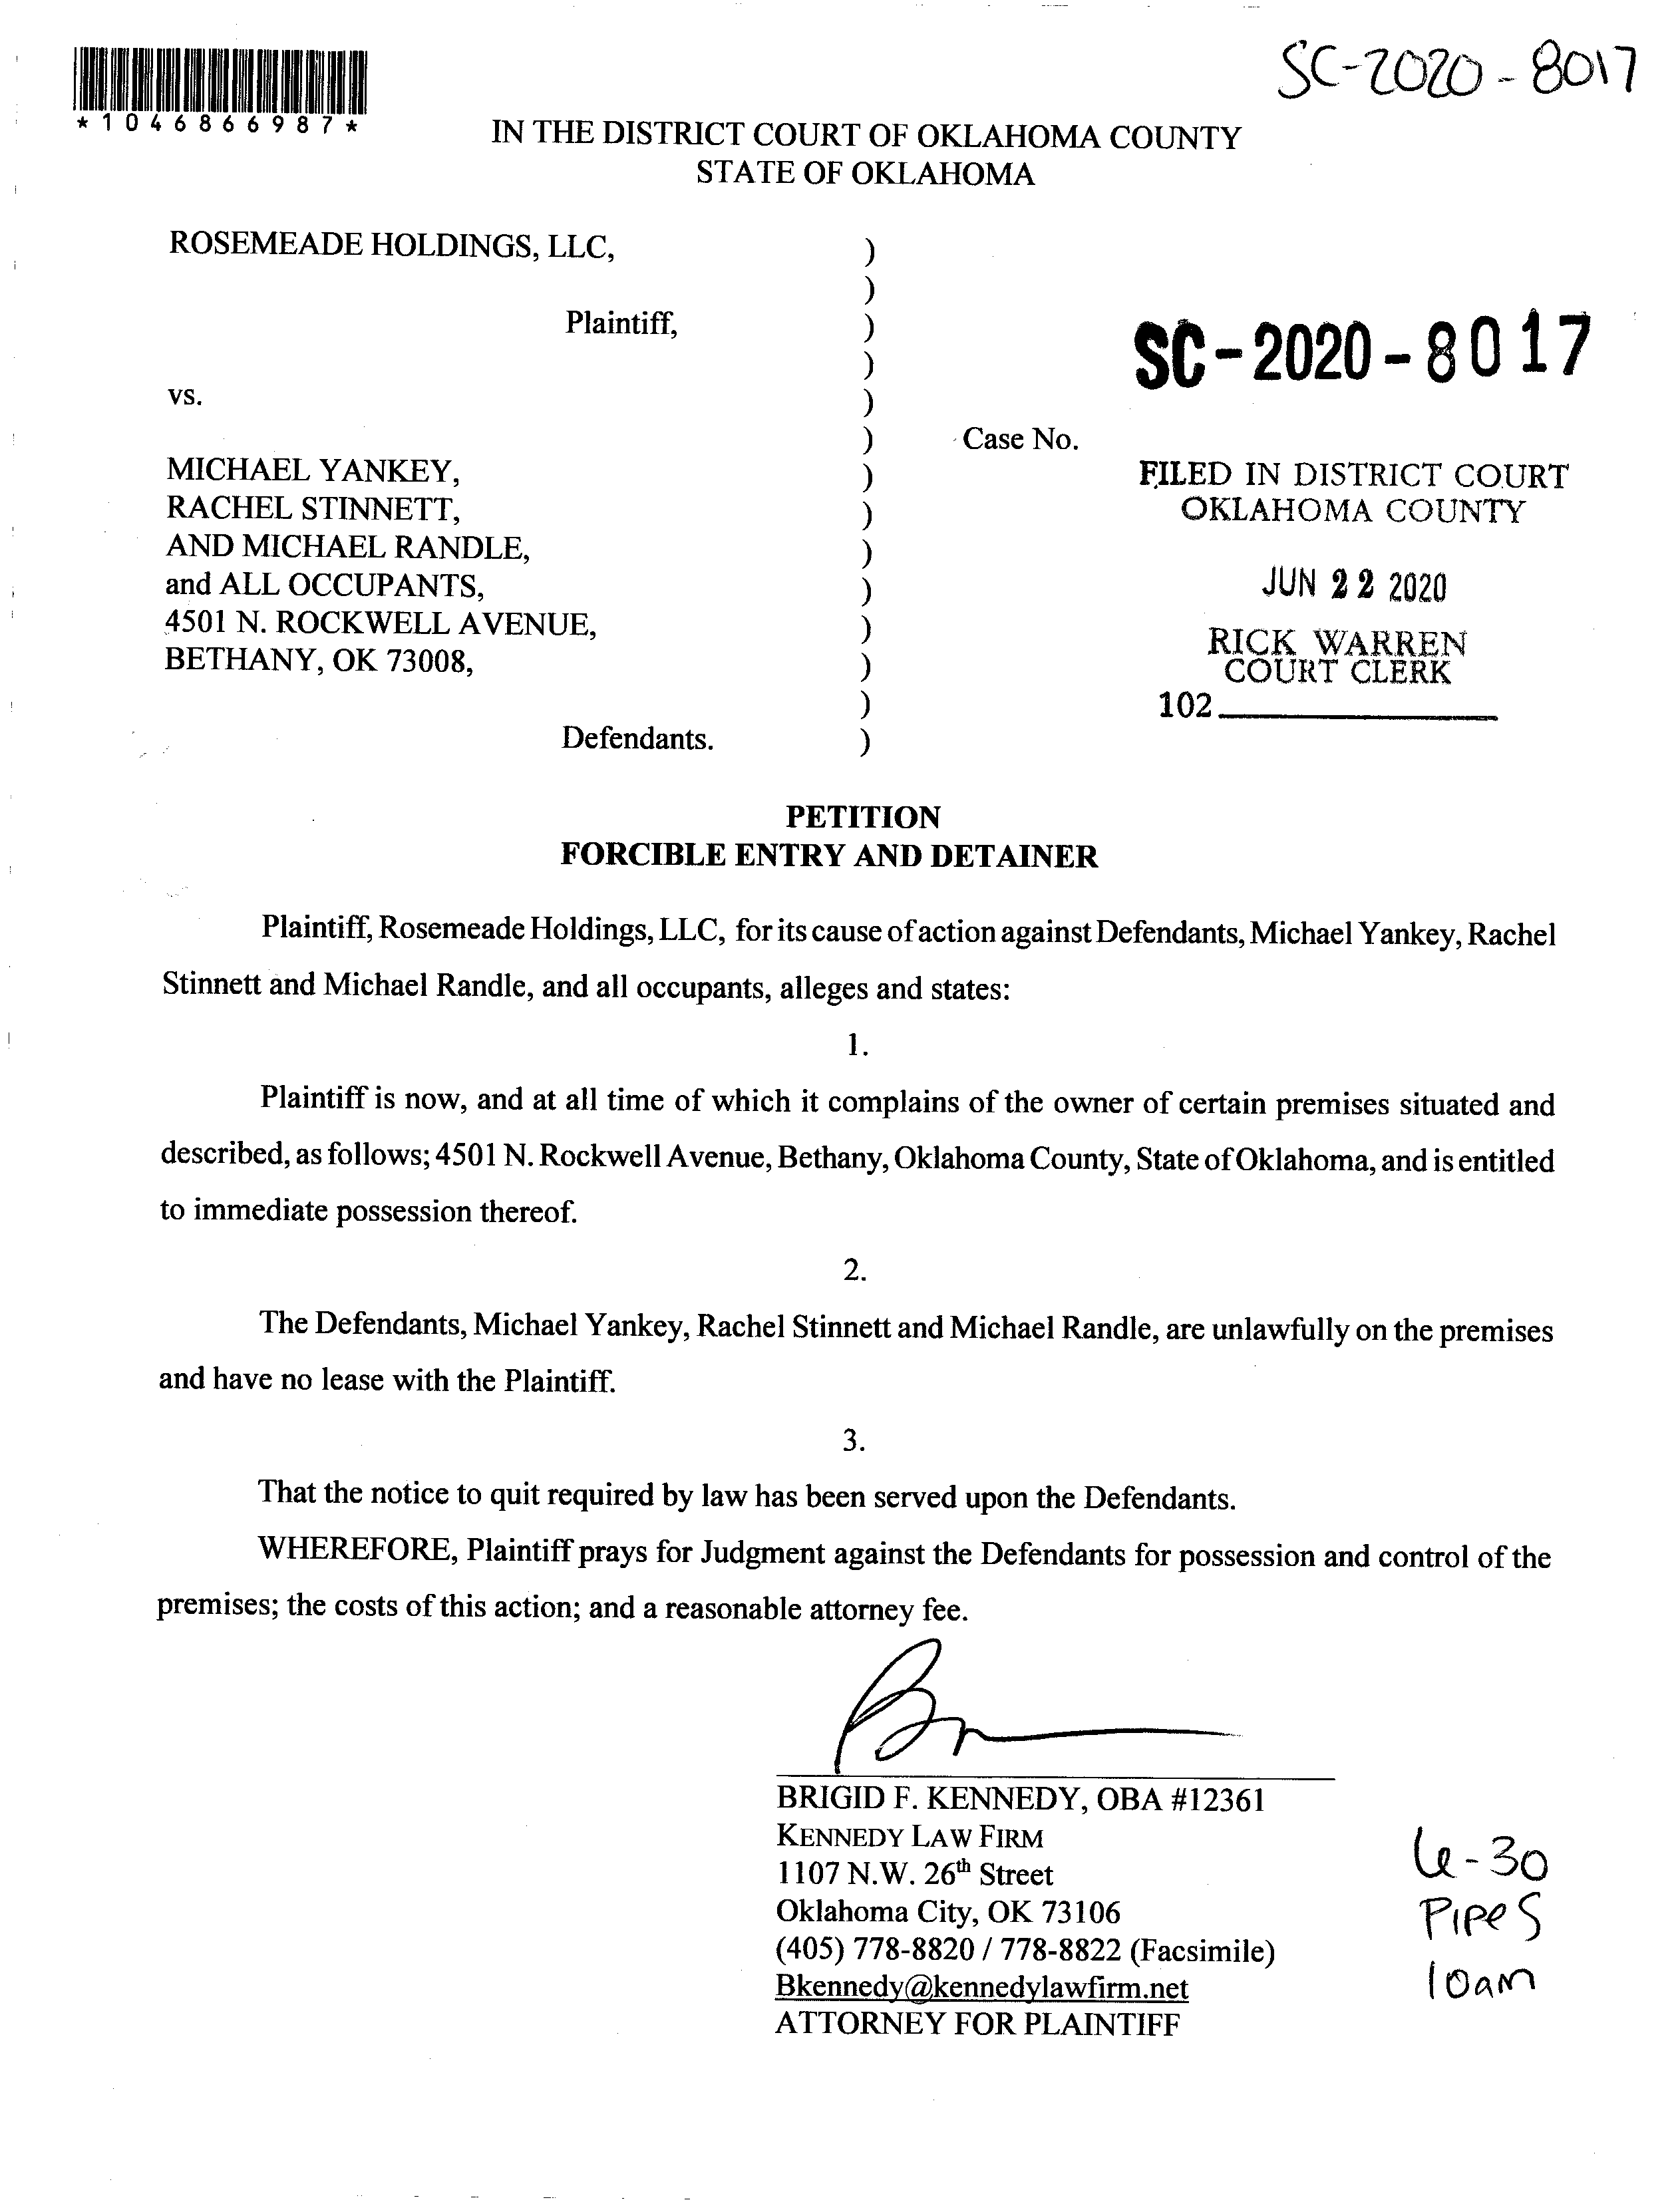 SC-2020-8017
*1046866987*
IN THE DISTRICT COURT OF OKLAHOMA COUNTY
STATE OF OKLAHOMA
ROSEMEADE HOLDINGS, LLC, )
)
Plaintiff, )
)
vs. )
) Case No.
SC-2020-8017
MICHAEL YANKEY, )
RACHEL STINNETT, )
AND MICHAEL RANDLE, )
and ALL OCCUPANTS, )
4501 N. ROCKWELL AVENUE, )
BETHANY, OK 73008, )
)
Defendants. )
FILED IN DISTRICT COURT
OKLAHOMA COUNTY
JUN 22 2020
RICK WARREN
COURT CLERK
102
PETITION
FORCIBLE ENTRY AND DETAINER
Plaintiff, Rosemeade Holdings, LLC, for its cause of action against Defendants, Michael Yankey, Rachel
Stinnett and Michael Randle, and all occupants, alleges and states:
1.
Plaintiff is now, and at all time of which it complains of the owner of certain premises situated and
described, as follows; 4501 N. Rockwell Avenue, Bethany, Oklahoma County, State of Oklahoma, and is entitled
to immediate possession thereof.
2.
The Defendants, Michael Yankey, Rachel Stinnett and Michael Randle, are unlawfully on the premises
and have no lease with the Plaintiff.
3.
That the notice to quit required by law has been served upon the Defendants.
WHEREFORE, Plaintiff prays for Judgment against the Defendants for possession and control of the
premises; the costs of this action; and a reasonable attorney fee.
BRIGID F. KENNEDY, OBA #12361
KENNEDY LAW FIRM
1107 N.W. 26th Street
Oklahoma City, OK 73106
(405) 778-8820 / 778-8822 (Facsimile)
Bkennedy@kennedylawfirm.net
ATTORNEY FOR PLAINTIFF
6-30
Pipes
10am